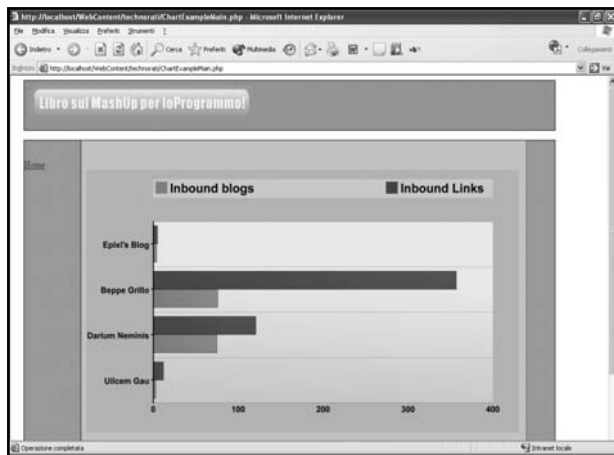 http://localhost/WebContent/technorati/ChartExampleMain.php - Microsoft Internet Explorer
File Modifica Visualizza Preferiti Strumenti ?
Indietro Cerca Preferiti Multimedia Collegamenti
Indirizzo http://localhost/WebContent/technorati/ChartExampleMain.php Vai
Libro sui MashUp per IoProgrammo!
Home
Inbound blogs Inbound Links
Epixi's Blog
Beppe Grillo
Darium Neminis
Ulicem Gau
0 100 200 300 400
Operazione completata Intranet locale